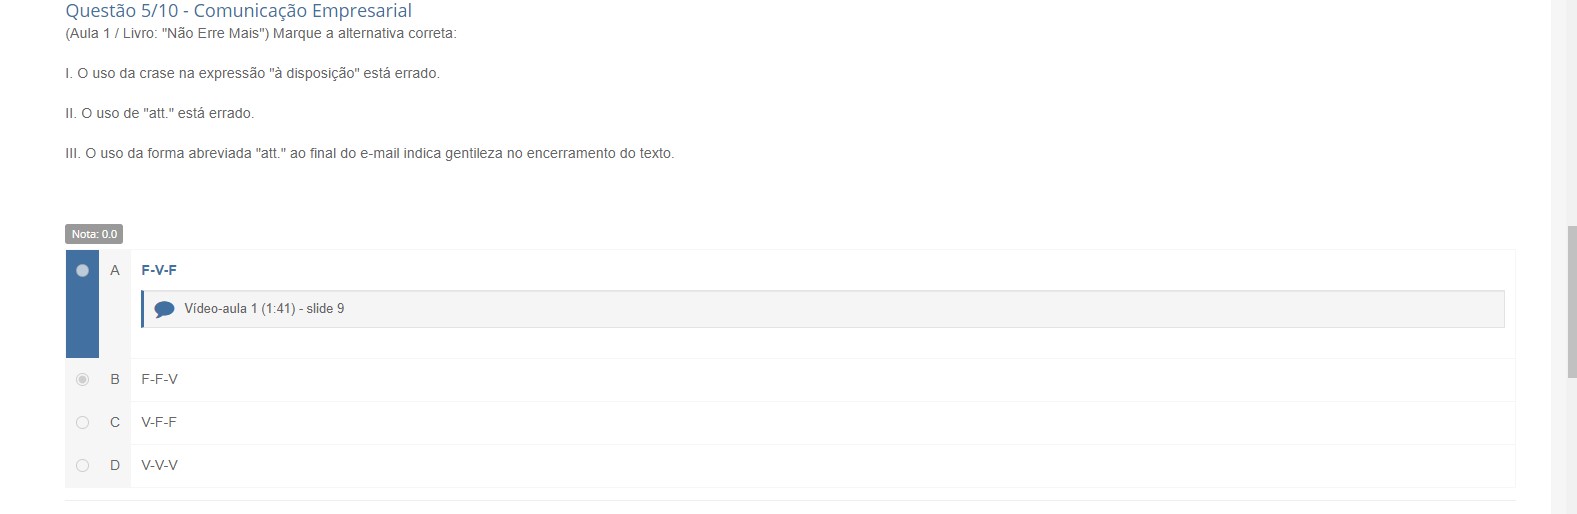 Questão 5/10 - Comunicação Empresarial
(Aula 1 / Livro: "Não Erre Mais") Marque a alternativa correta:
I. O uso da crase na expressão "à disposição" está errado.
II. O uso de "att." está errado.
III. O uso da forma abreviada "att." ao final do e-mail indica gentileza no encerramento do texto.
Nota: 0.0
A F-V-F
Vídeo-aula 1 (1:41) - slide 9
B F-F-V
C V-F-F
D V-V-V